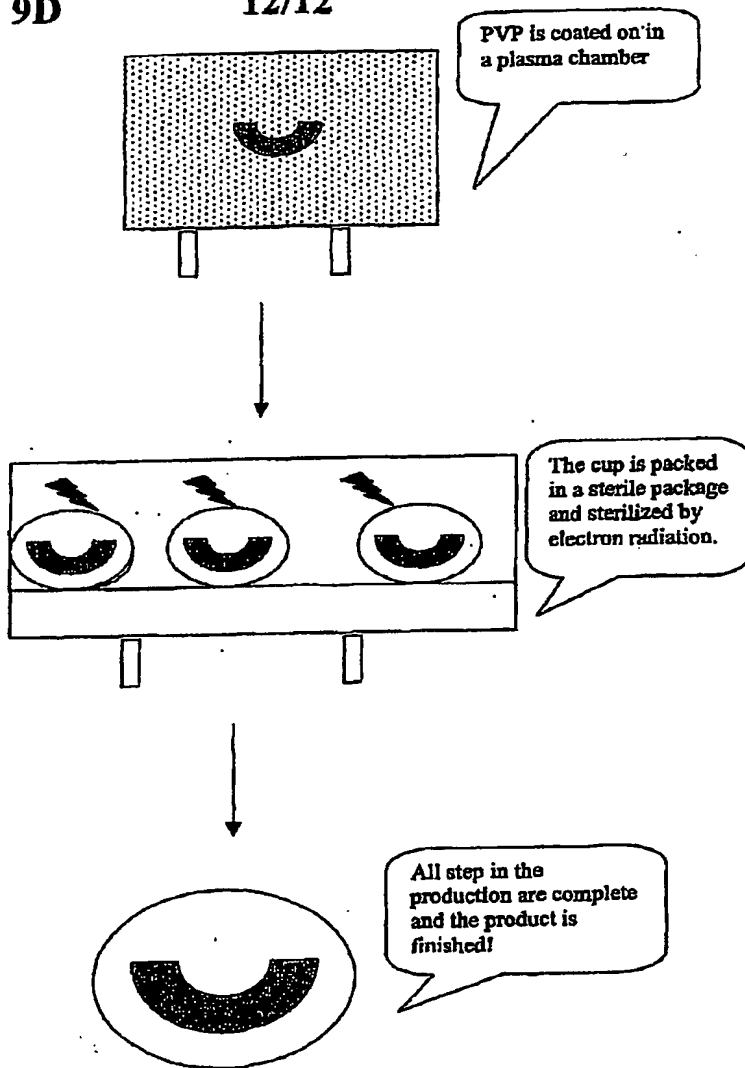 9D 12/12
PVP is coated on in
a plasma chamber
The cup is packed
in a sterile package
and sterilized by
electron radiation.
All step in the
production are complete
and the product is
finished!